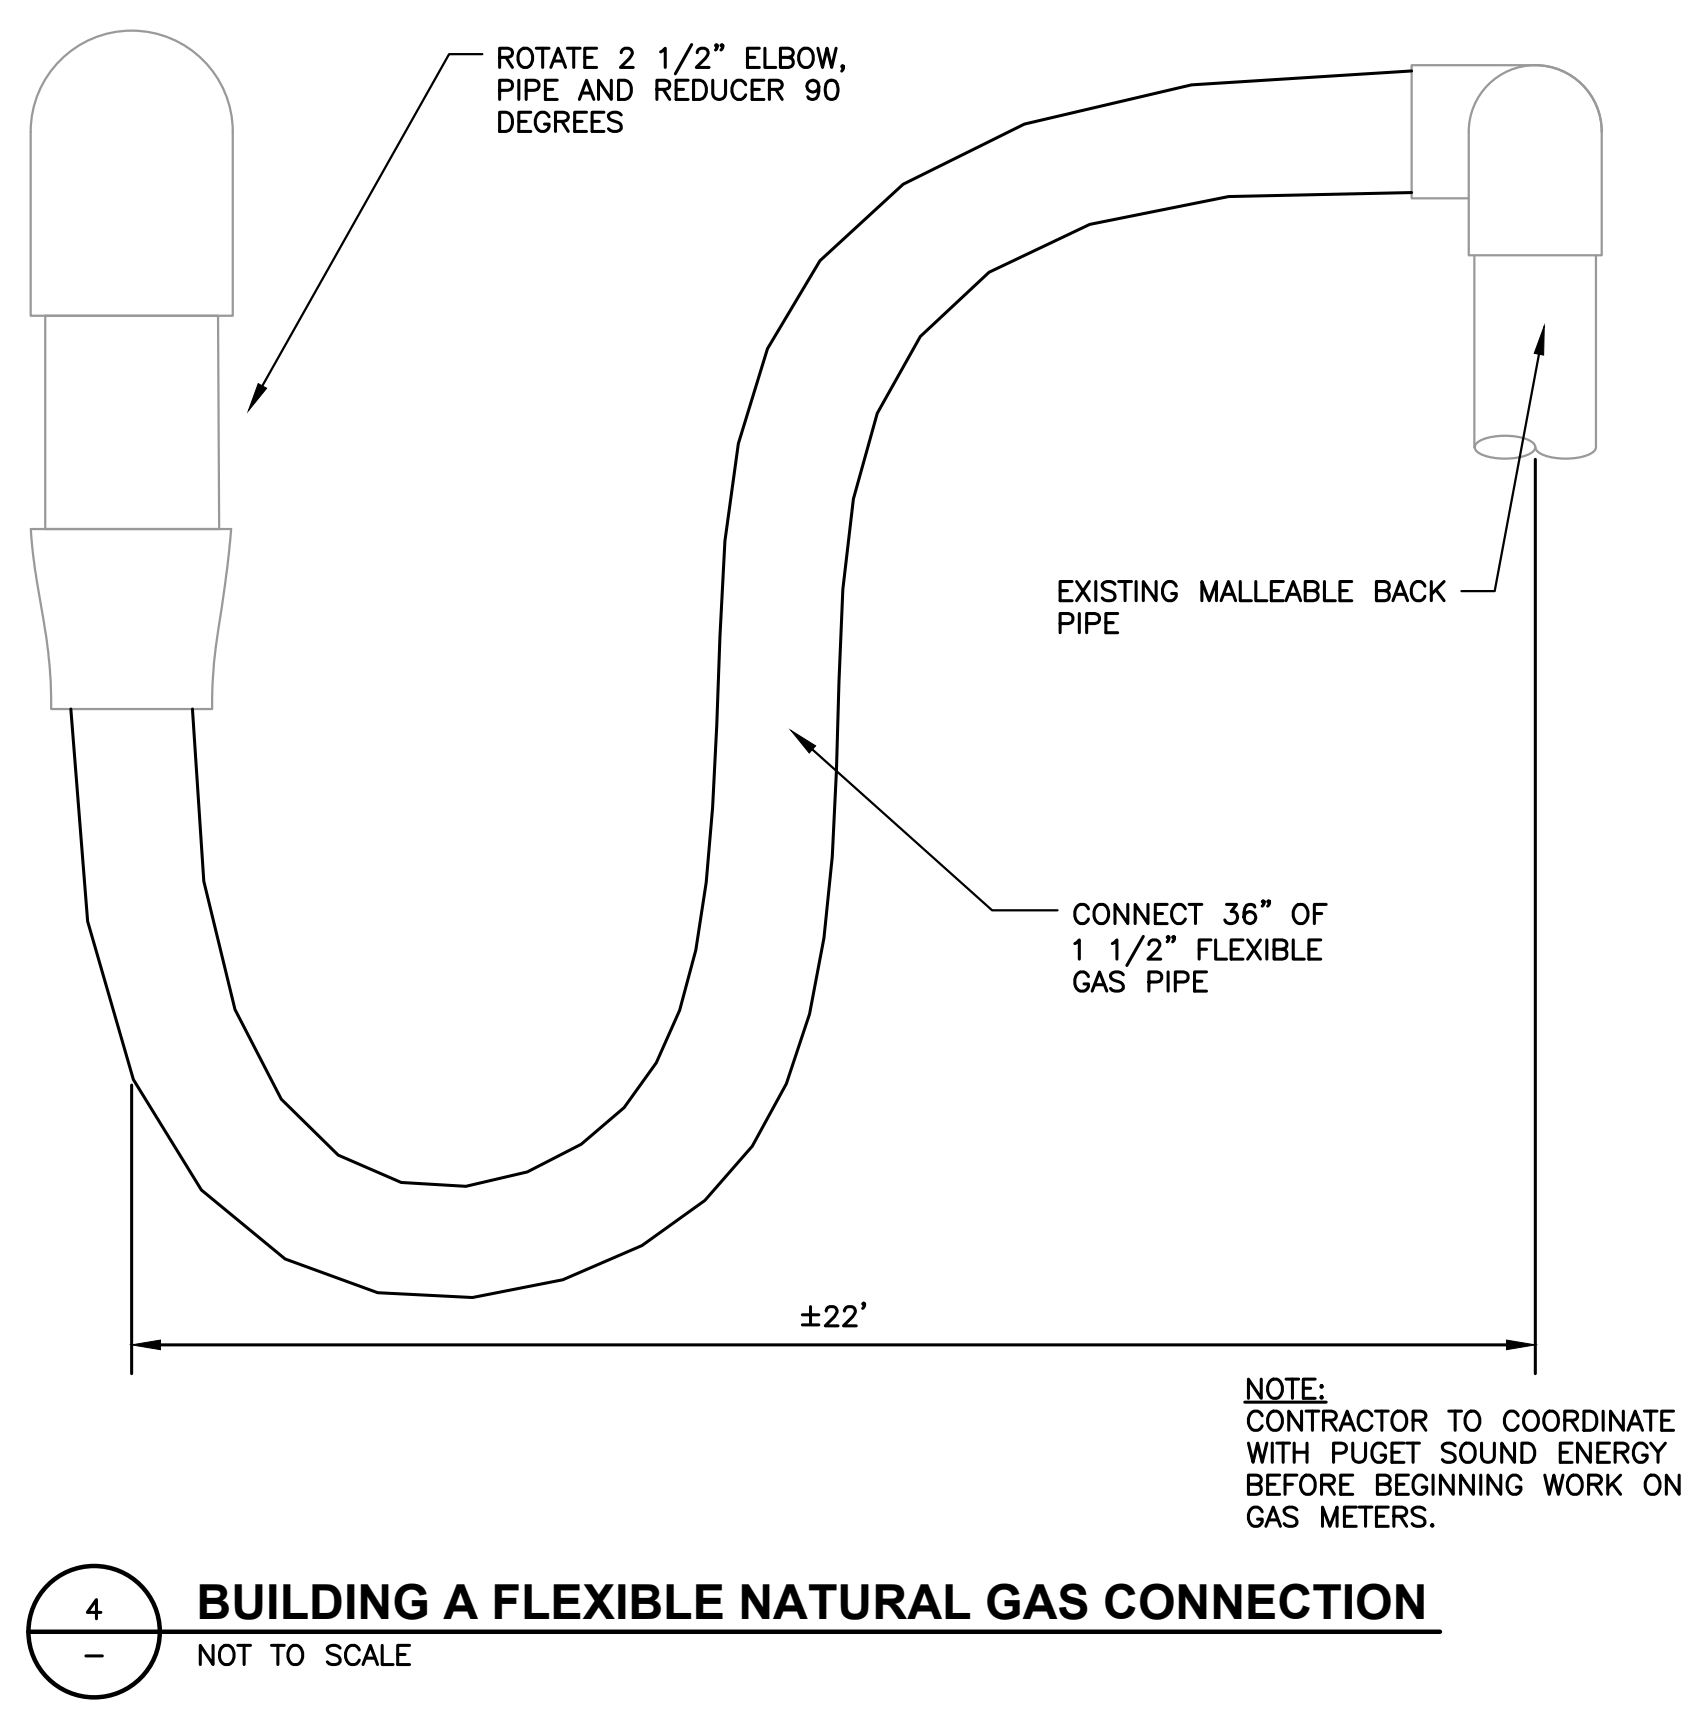 ROTATE 2 1/2" ELBOW,
PIPE AND REDUCER 90
DEGREES
EXISTING MALLEABLE BACK
PIPE
CONNECT 36" OF
1 1/2" FLEXIBLE
GAS PIPE
±22'
NOTE:
CONTRACTOR TO COORDINATE
WITH PUGET SOUND ENERGY
BEFORE BEGINNING WORK ON
GAS METERS.
4
–
BUILDING A FLEXIBLE NATURAL GAS CONNECTION
NOT TO SCALE